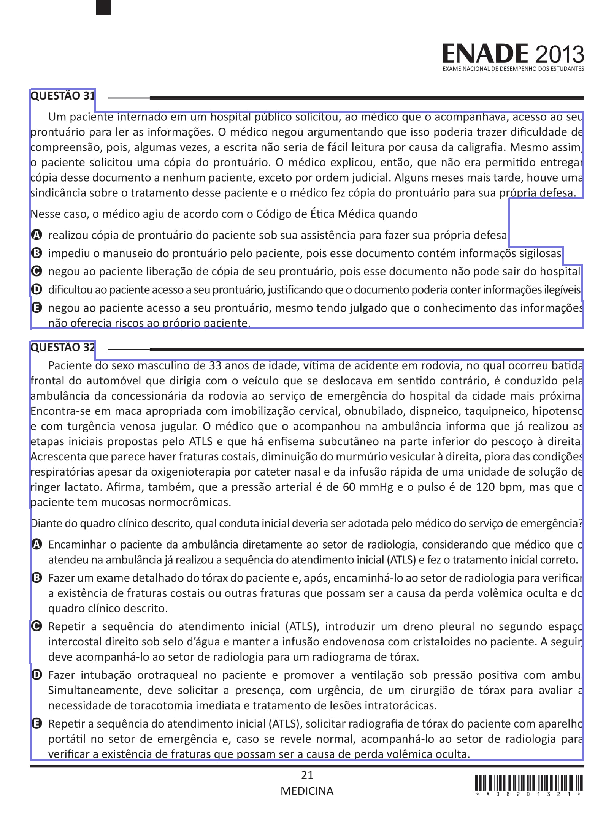 ENADE 2013
EXAME NACIONAL DE DESEMPENHO DOS ESTUDANTES
QUESTÃO 31
Um paciente internado em um hospital público solicitou, ao médico que o acompanhava, acesso ao seu
prontuário para ler as informações. O médico negou argumentando que isso poderia trazer dificuldade de
compreensão, pois, algumas vezes, a escrita não seria de fácil leitura por causa da caligrafia. Mesmo assim,
o paciente solicitou uma cópia do prontuário. O médico explicou, então, que não era permitido entregar
cópia desse documento a nenhum paciente, exceto por ordem judicial. Alguns meses mais tarde, houve uma
sindicância sobre o tratamento desse paciente e o médico fez cópia do prontuário para sua própria defesa.
Nesse caso, o médico agiu de acordo com o Código de Ética Médica quando
A realizou cópia de prontuário do paciente sob sua assistência para fazer sua própria defesa.
B impediu o manuseio do prontuário pelo paciente, pois esse documento contém informações sigilosas.
C negou ao paciente liberação de cópia de seu prontuário, pois esse documento não pode sair do hospital.
D dificultou ao paciente acesso a seu prontuário, justificando que o documento poderia conter informações ilegíveis.
E negou ao paciente acesso a seu prontuário, mesmo tendo julgado que o conhecimento das informações
não oferecia riscos ao próprio paciente.
QUESTÃO 32
Paciente do sexo masculino de 33 anos de idade, vítima de acidente em rodovia, no qual ocorreu batida
frontal do automóvel que dirigia com o veículo que se deslocava em sentido contrário, é conduzido pela
ambulância da concessionária da rodovia ao serviço de emergência do hospital da cidade mais próxima.
Encontra-se em maca apropriada com imobilização cervical, obnubilado, dispneico, taquipneico, hipotenso
e com turgência venosa jugular. O médico que o acompanhou na ambulância informa que já realizou as
etapas iniciais propostas pelo ATLS e que há enfisema subcutâneo na parte inferior do pescoço à direita.
Acrescenta que parece haver fraturas costais, diminuição do murmúrio vesicular à direita, piora das condições
respiratórias apesar da oxigenioterapia por cateter nasal e da infusão rápida de uma unidade de solução de
ringer lactato. Afirma, também, que a pressão arterial é de 60 mmHg e o pulso é de 120 bpm, mas que o
paciente tem mucosas normocrômicas.
Diante do quadro clínico descrito, qual conduta inicial deveria ser adotada pelo médico do serviço de emergência?
A Encaminhar o paciente da ambulância diretamente ao setor de radiologia, considerando que médico que o
atendeu na ambulância já realizou a sequência do atendimento inicial (ATLS) e fez o tratamento inicial correto.
B Fazer um exame detalhado do tórax do paciente e, após, encaminhá-lo ao setor de radiologia para verificar
a existência de fraturas costais ou outras fraturas que possam ser a causa da perda volêmica oculta e do
quadro clínico descrito.
C Repetir a sequência do atendimento inicial (ATLS), introduzir um dreno pleural no segundo espaço
intercostal direito sob selo d'água e manter a infusão endovenosa com cristaloides no paciente. A seguir,
deve acompanhá-lo ao setor de radiologia para um radiograma de tórax.
D Fazer intubação orotraqueal no paciente e promover a ventilação sob pressão positiva com ambu.
Simultaneamente, deve solicitar a presença, com urgência, de um cirurgião de tórax para avaliar a
necessidade de toracotomia imediata e tratamento de lesões intratorácicas.
E Repetir a sequência do atendimento inicial (ATLS), solicitar radiografia de tórax do paciente com aparelho
portátil no setor de emergência e, caso se revele normal, acompanhá-lo ao setor de radiologia para
verificar a existência de fraturas que possam ser a causa de perda volêmica oculta.
21
MEDICINA